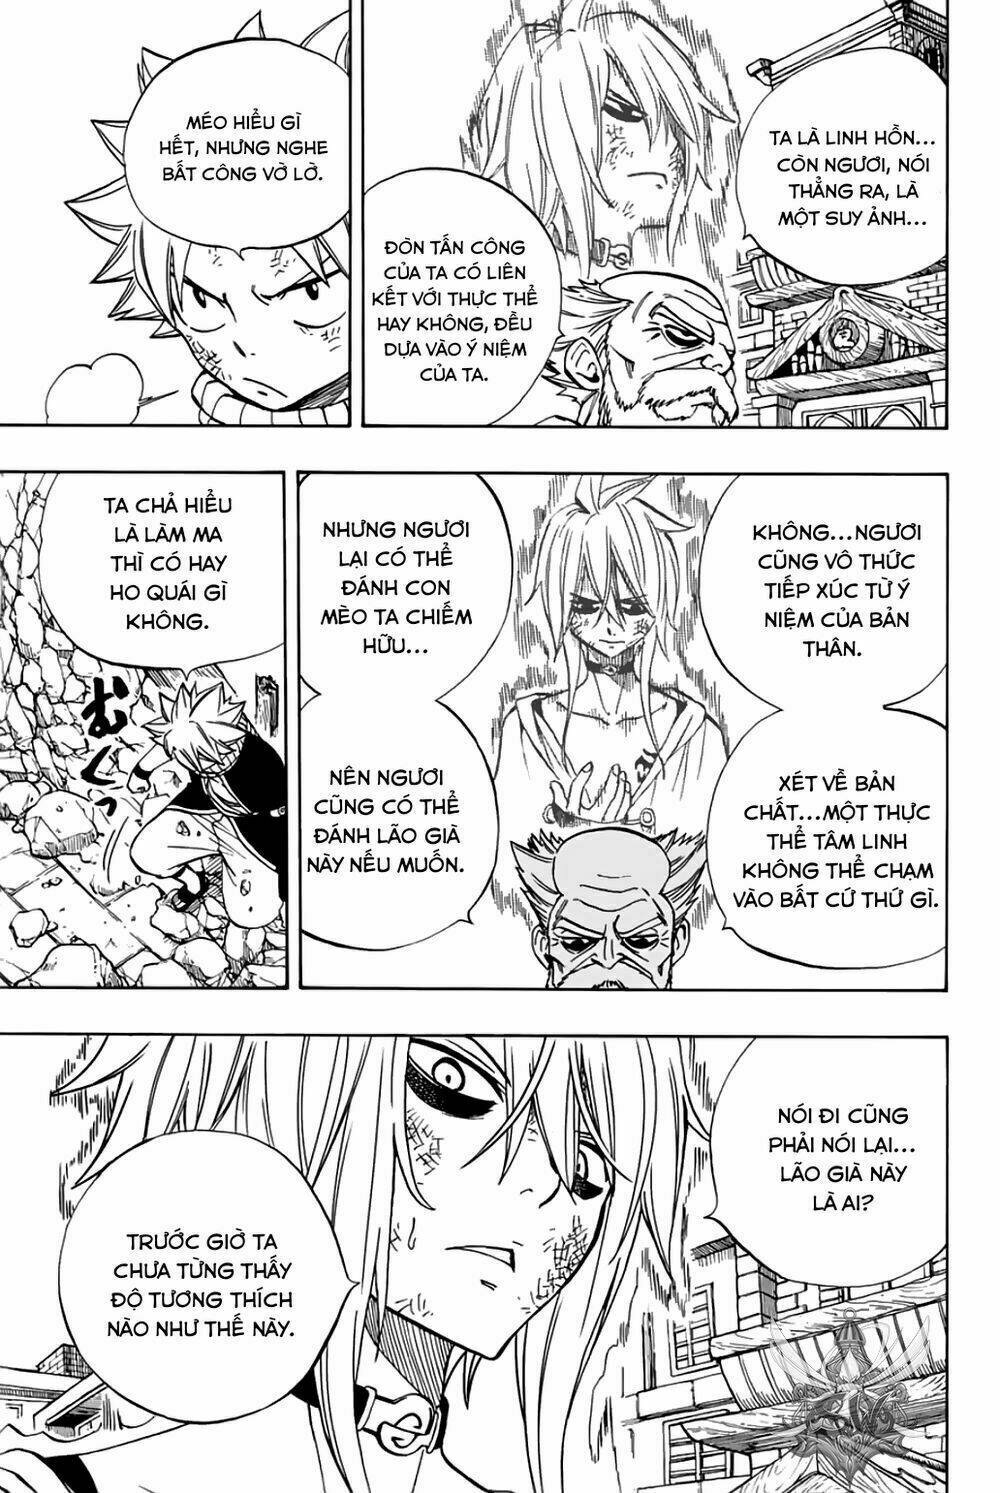 TA LÀ LINH HỒN...
CÒN NGƯƠI, NÓI
THẲNG RA, LÀ
MỘT SUY ẢNH...
ĐÒN TẤN CÔNG
CỦA TA CÓ LIÊN
KẾT VỚI THỰC THỂ
HAY KHÔNG, ĐỀU
DỰA VÀO Ý NIỆM
CỦA TA.
MÉO HIỂU GÌ
HẾT, NHƯNG NGHE
BẤT CÔNG VỜ LỜ.
KHÔNG...NGƯƠI
CŨNG VÔ THỨC
TIẾP XÚC TỪ Ý
NIỆM CỦA BẢN
THÂN.
XÉT VỀ BẢN
CHẤT...MỘT THỰC
THỂ TÂM LINH
KHÔNG THỂ CHẠM
VÀO BẤT CỨ THỨ GÌ.
NHƯNG NGƯƠI
LẠI CÓ THỂ
ĐÁNH CON
MÈO TA CHIẾM
HỮU...
NÊN NGƯƠI
CŨNG CÓ THỂ
ĐÁNH LÃO GIÀ
NÀY NẾU MUỐN.
TA CHẢ HIỂU
LÀ LÀM MA
THÌ CÓ HAY
HO QUÁI GÌ
KHÔNG.
むくっ
NÓI ĐI CŨNG
PHẢI NÓI LẠI...
LÃO GIÀ NÀY
LÀ AI?
TRƯỚC GIỜ TA
CHƯA TỪNG THẤY
ĐỘ TƯƠNG THÍCH
NÀO NHƯ THẾ NÀY.